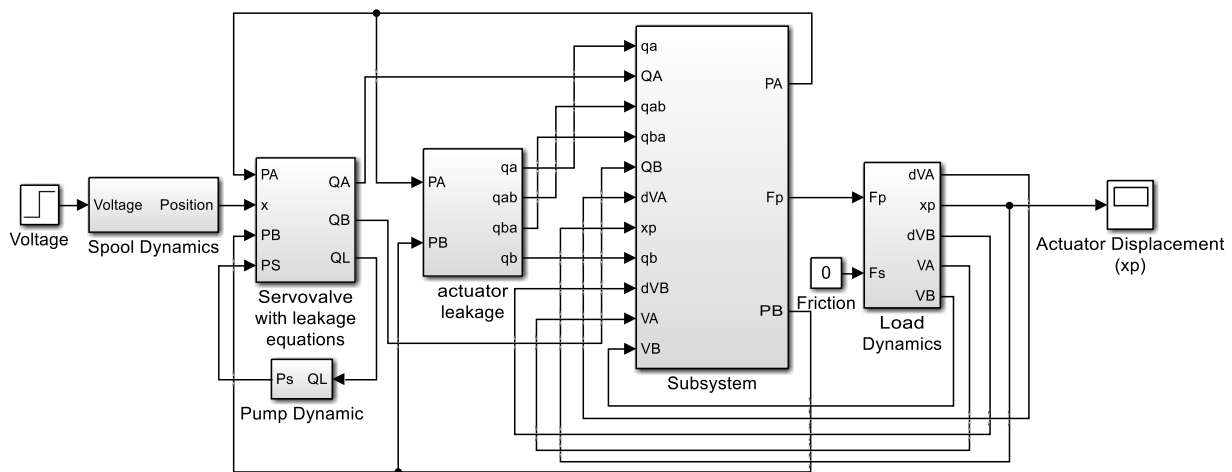 Voltage
Voltage
Position
Spool Dynamics
PA
x
PB
PS
QA
QB
QL
Servovalve
with leakage
equations
Ps
QL
Pump Dynamic
PA
PB
qa
qab
qba
qb
actuator
leakage
qa
QA
qab
qba
QB
dVA
xp
qb
dVB
VA
VB
PA
Fp
PB
Subsystem
0
Friction
Fp
Fs
dVA
xp
dVB
VA
VB
Load
Dynamics
Actuator Displacement
(xp)